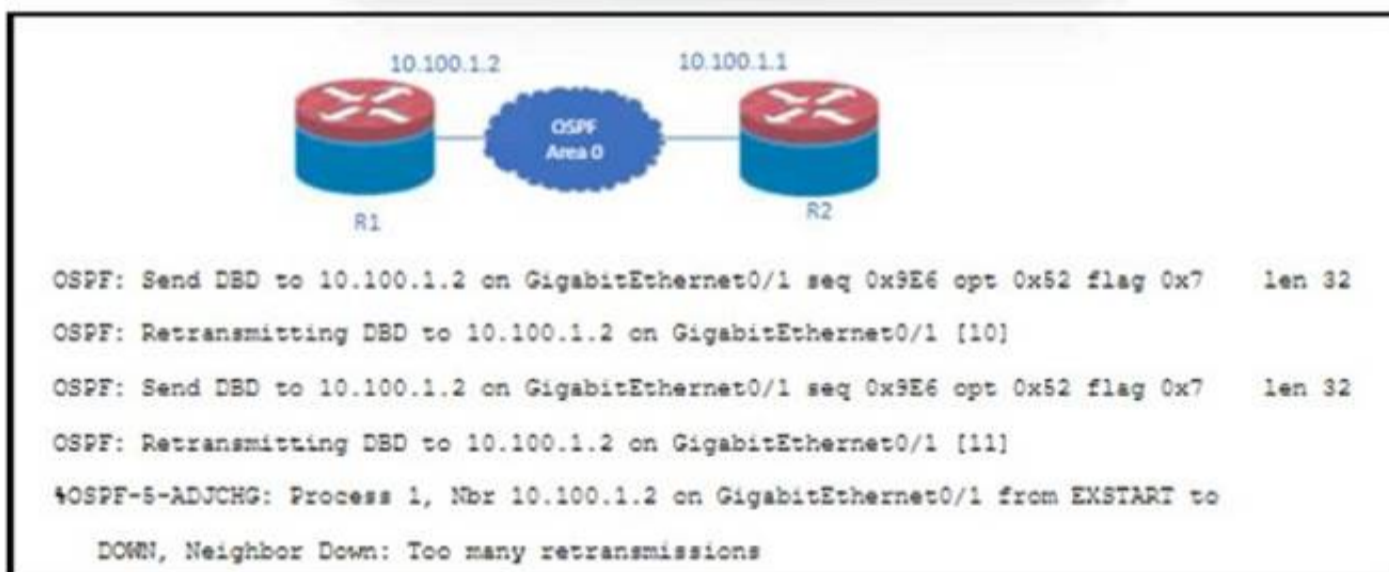 10.100.1.2 10.100.1.1
OSPF
Area 0
R1 R2
OSPF: Send DBD to 10.100.1.2 on GigabitEthernet0/1 seq 0x9E6 opt 0x52 flag 0x7 len 32
OSPF: Retransmitting DBD to 10.100.1.2 on GigabitEthernet0/1 [10]
OSPF: Send DBD to 10.100.1.2 on GigabitEthernet0/1 seq 0x9E6 opt 0x52 flag 0x7 len 32
OSPF: Retransmitting DBD to 10.100.1.2 on GigabitEthernet0/1 [11]
%OSPF-5-ADJCHG: Process 1, Nbr 10.100.1.2 on GigabitEthernet0/1 from EXSTART to
DOWN, Neighbor Down: Too many retransmissions